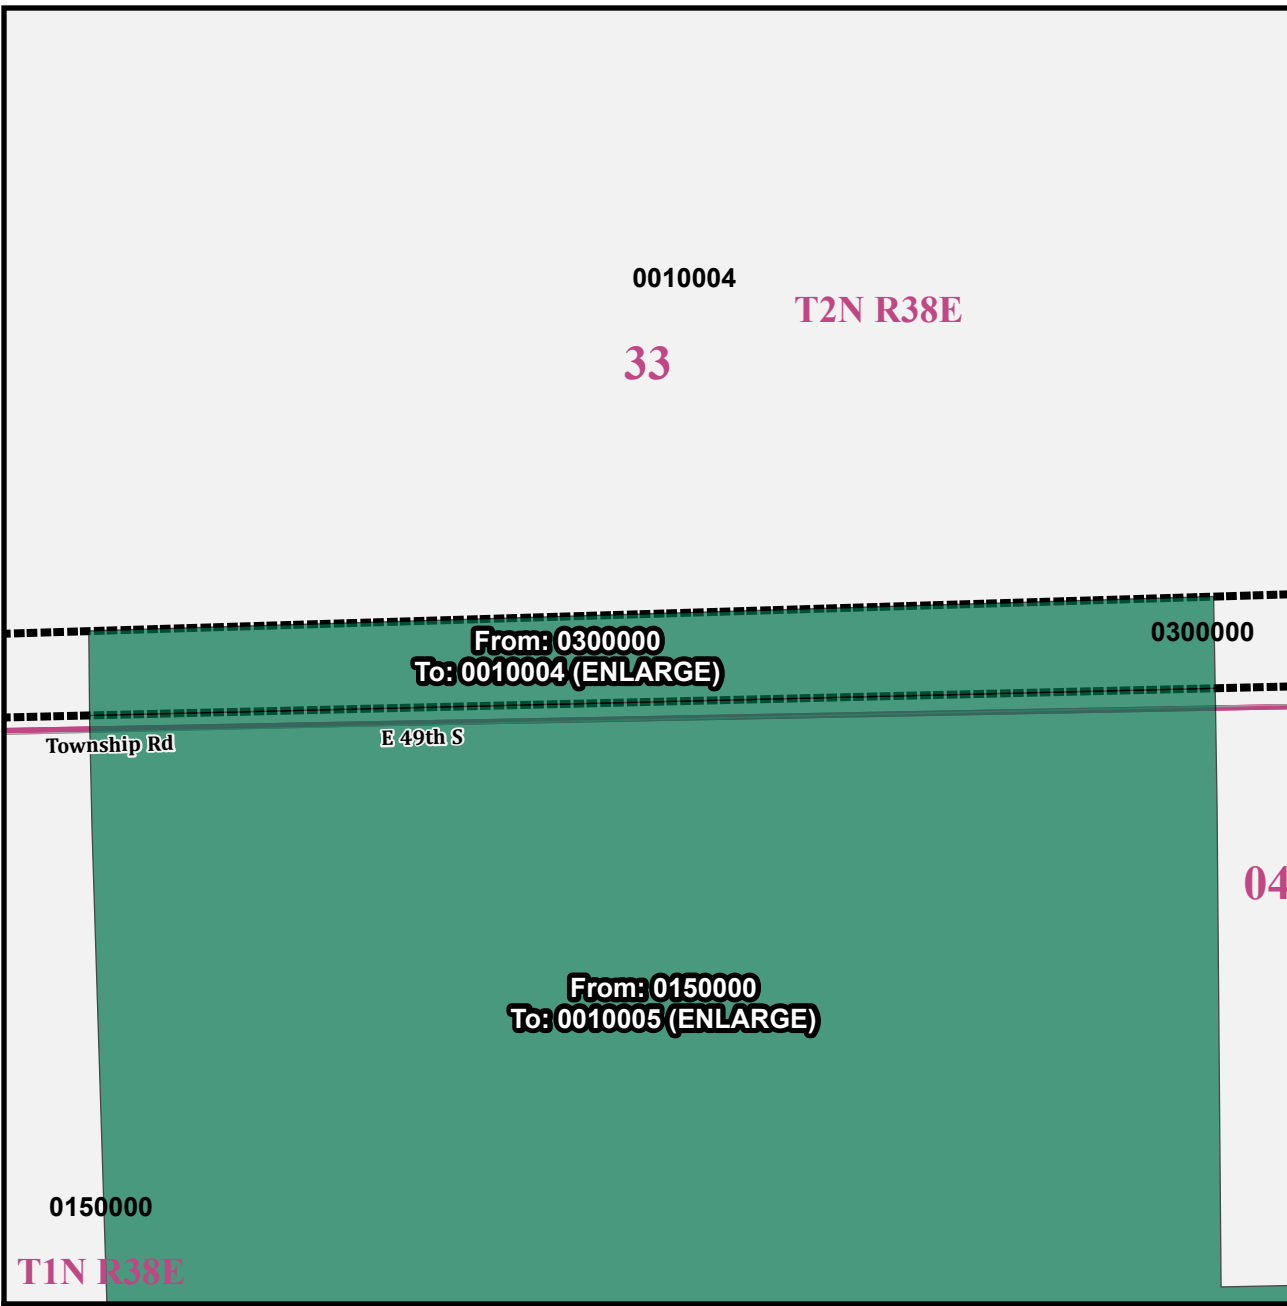 0010004
T2N R38E
33
From: 0300000
To: 0010004 (ENLARGE)
0300000
Township Rd
E 49th S
04
From: 0150000
To: 0010005 (ENLARGE)
0150000
T1N R38E